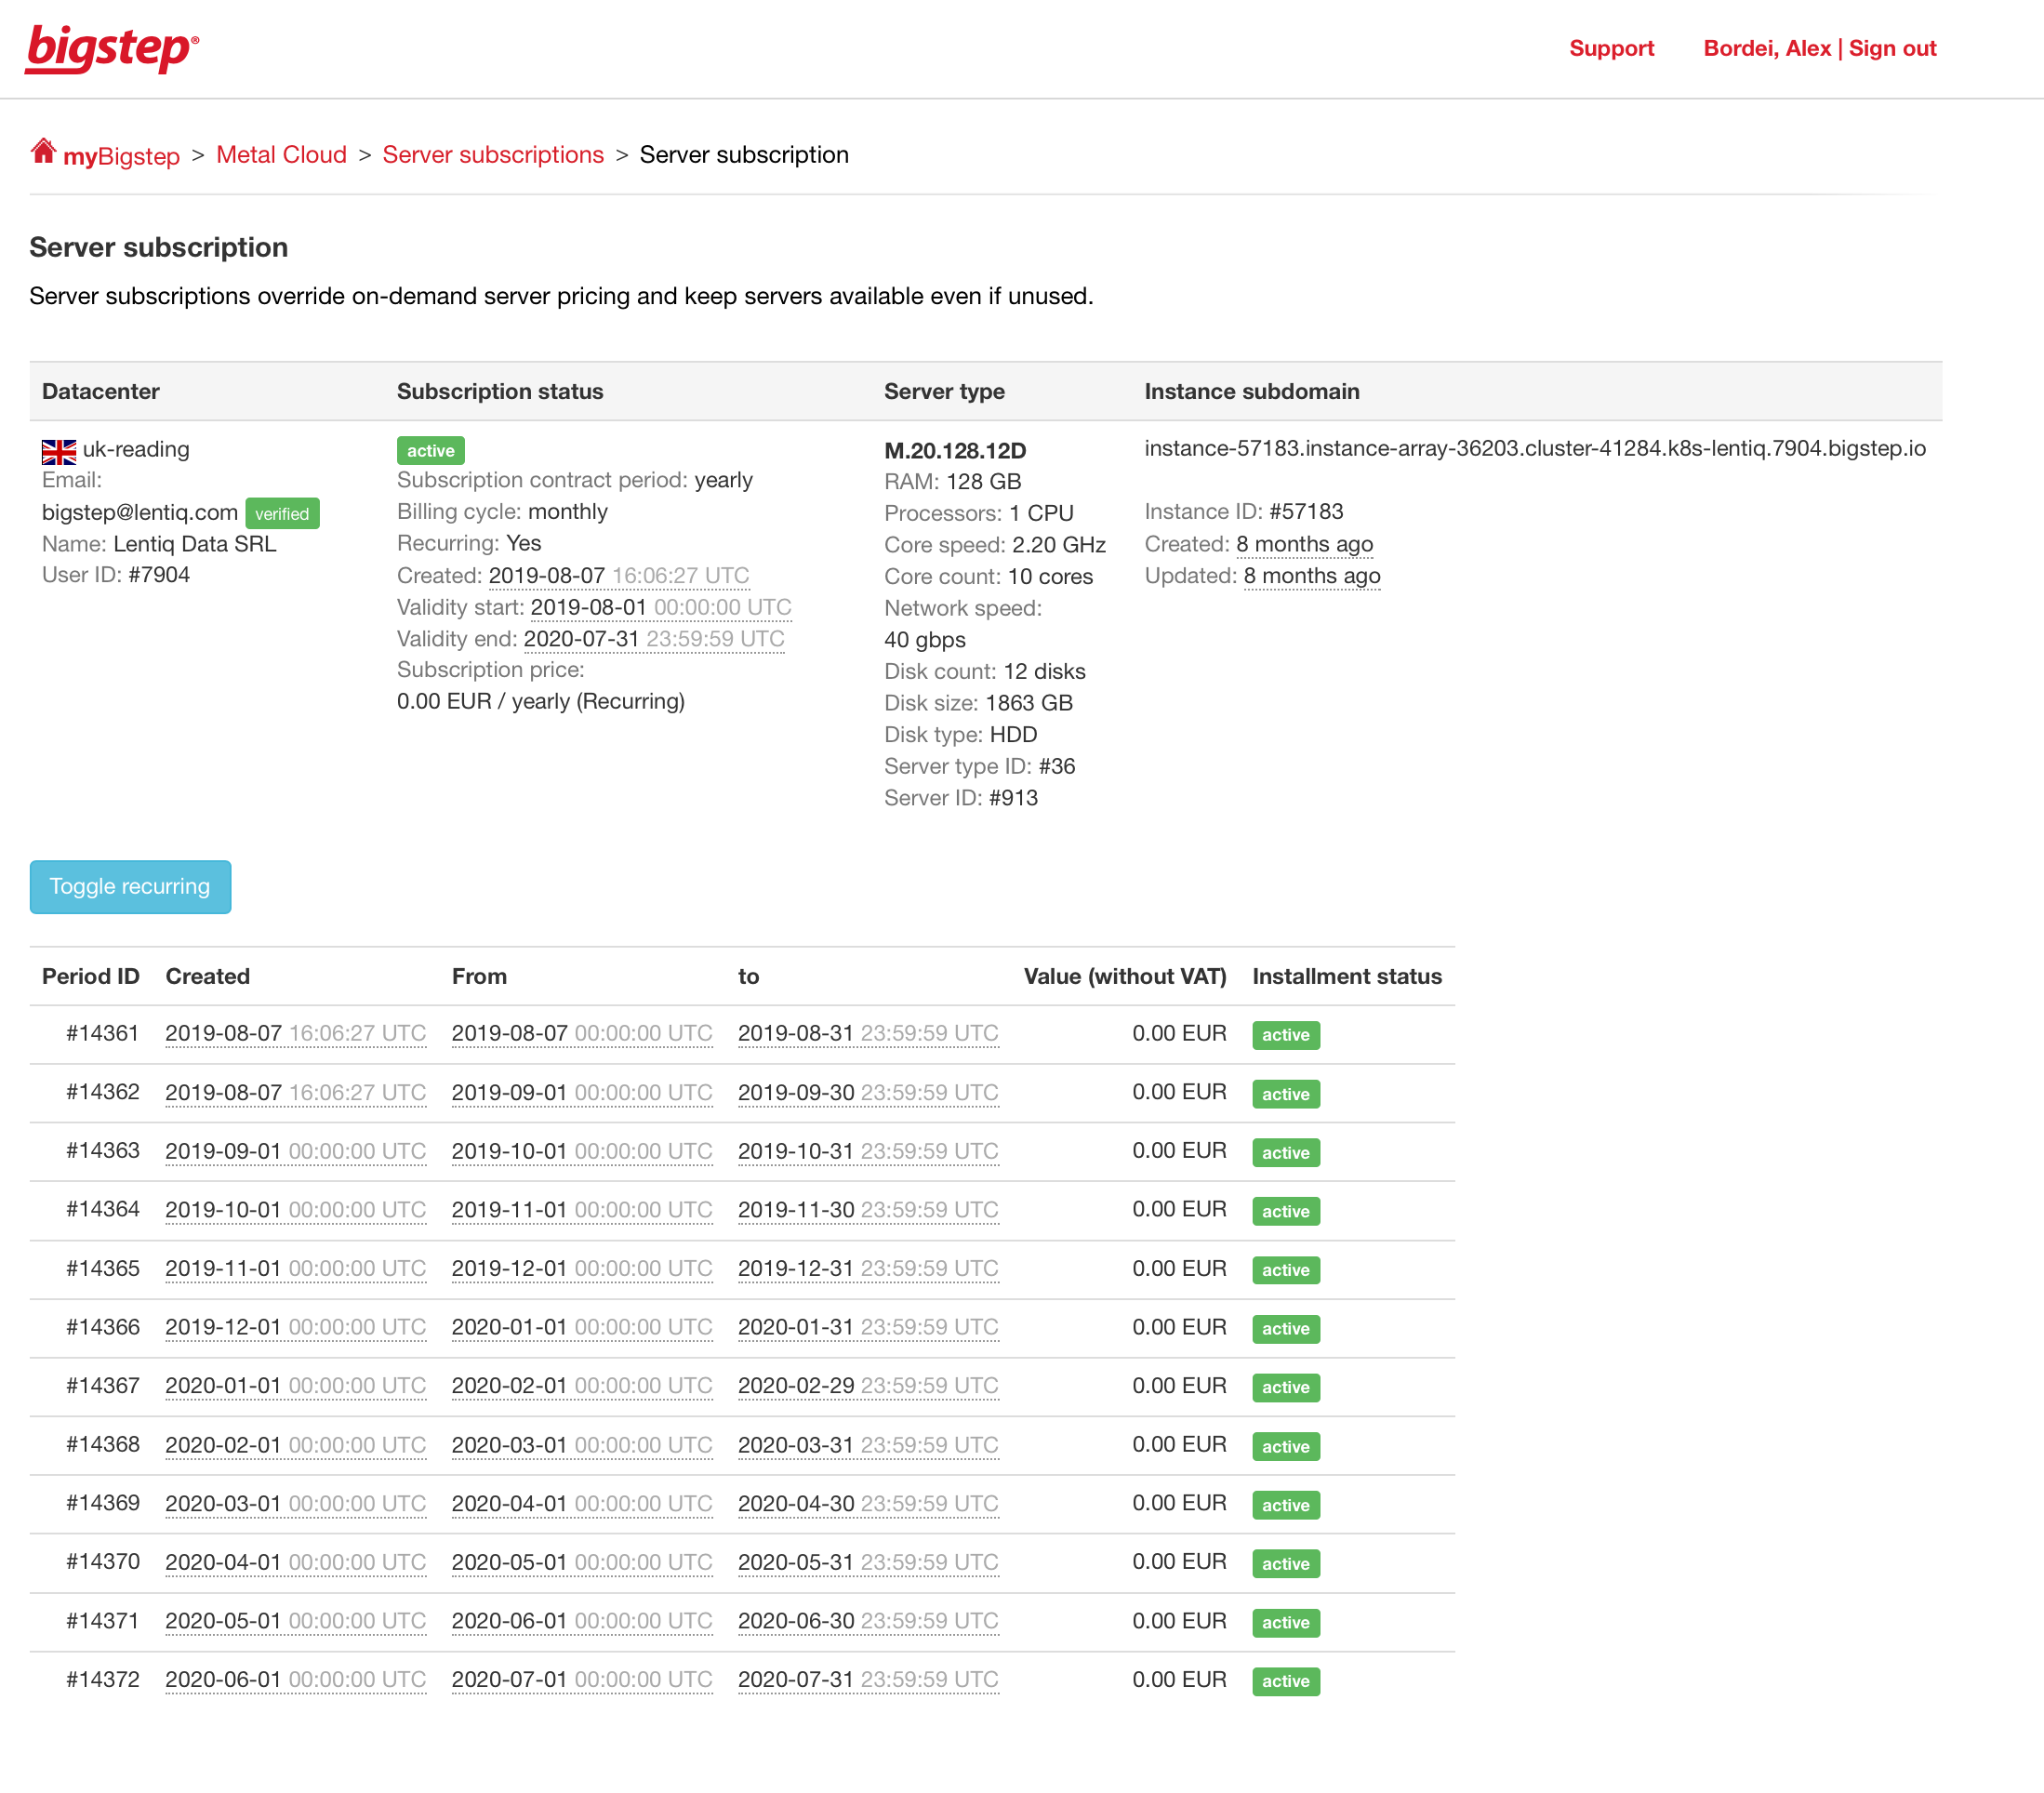 bigstep®
Support Bordei, Alex | Sign out
myBigstep > Metal Cloud > Server subscriptions > Server subscription
Server subscription
Server subscriptions override on-demand server pricing and keep servers available even if unused.
Datacenter Subscription status Server type Instance subdomain
uk-reading
Email:
bigstep@lentiq.com verified
Name: Lentiq Data SRL
User ID: #7904
active
Subscription contract period: yearly
Billing cycle: monthly
Recurring: Yes
Created: 2019-08-07 16:06:27 UTC
Validity start: 2019-08-01 00:00:00 UTC
Validity end: 2020-07-31 23:59:59 UTC
Subscription price:
0.00 EUR / yearly (Recurring)
M.20.128.12D
RAM: 128 GB
Processors: 1 CPU
Core speed: 2.20 GHz
Core count: 10 cores
Network speed:
40 gbps
Disk count: 12 disks
Disk size: 1863 GB
Disk type: HDD
Server type ID: #36
Server ID: #913
instance-57183.instance-array-36203.cluster-41284.k8s-lentiq.7904.bigstep.io
Instance ID: #57183
Created: 8 months ago
Updated: 8 months ago
Toggle recurring
Period ID Created From to Value (without VAT) Installment status
#14361 2019-08-07 16:06:27 UTC 2019-08-07 00:00:00 UTC 2019-08-31 23:59:59 UTC 0.00 EUR active
#14362 2019-08-07 16:06:27 UTC 2019-09-01 00:00:00 UTC 2019-09-30 23:59:59 UTC 0.00 EUR active
#14363 2019-09-01 00:00:00 UTC 2019-10-01 00:00:00 UTC 2019-10-31 23:59:59 UTC 0.00 EUR active
#14364 2019-10-01 00:00:00 UTC 2019-11-01 00:00:00 UTC 2019-11-30 23:59:59 UTC 0.00 EUR active
#14365 2019-11-01 00:00:00 UTC 2019-12-01 00:00:00 UTC 2019-12-31 23:59:59 UTC 0.00 EUR active
#14366 2019-12-01 00:00:00 UTC 2020-01-01 00:00:00 UTC 2020-01-31 23:59:59 UTC 0.00 EUR active
#14367 2020-01-01 00:00:00 UTC 2020-02-01 00:00:00 UTC 2020-02-29 23:59:59 UTC 0.00 EUR active
#14368 2020-02-01 00:00:00 UTC 2020-03-01 00:00:00 UTC 2020-03-31 23:59:59 UTC 0.00 EUR active
#14369 2020-03-01 00:00:00 UTC 2020-04-01 00:00:00 UTC 2020-04-30 23:59:59 UTC 0.00 EUR active
#14370 2020-04-01 00:00:00 UTC 2020-05-01 00:00:00 UTC 2020-05-31 23:59:59 UTC 0.00 EUR active
#14371 2020-05-01 00:00:00 UTC 2020-06-01 00:00:00 UTC 2020-06-30 23:59:59 UTC 0.00 EUR active
#14372 2020-06-01 00:00:00 UTC 2020-07-01 00:00:00 UTC 2020-07-31 23:59:59 UTC 0.00 EUR active